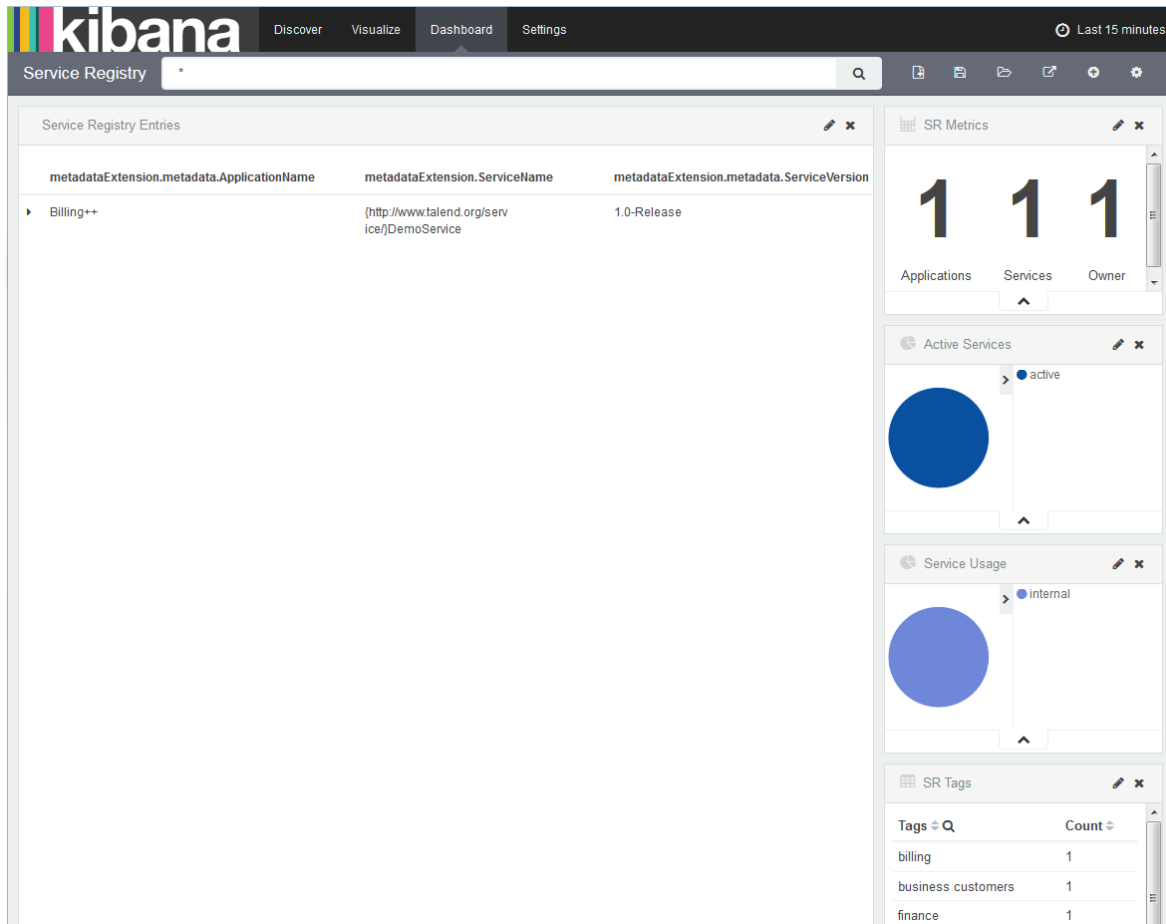 kibana Discover Visualize Dashboard Settings Last 15 minutes
Service Registry *
Service Registry Entries
metadataExtension.metadata.ApplicationName metadataExtension.ServiceName metadataExtension.metadata.ServiceVersion
Billing++ {http://www.talend.org/serv 1.0-Release
ice/}DemoService
SR Metrics
1 1 1
Applications Services Owner
Active Services
active
Service Usage
internal
SR Tags
Tags Count
billing 1
business customers 1
finance 1